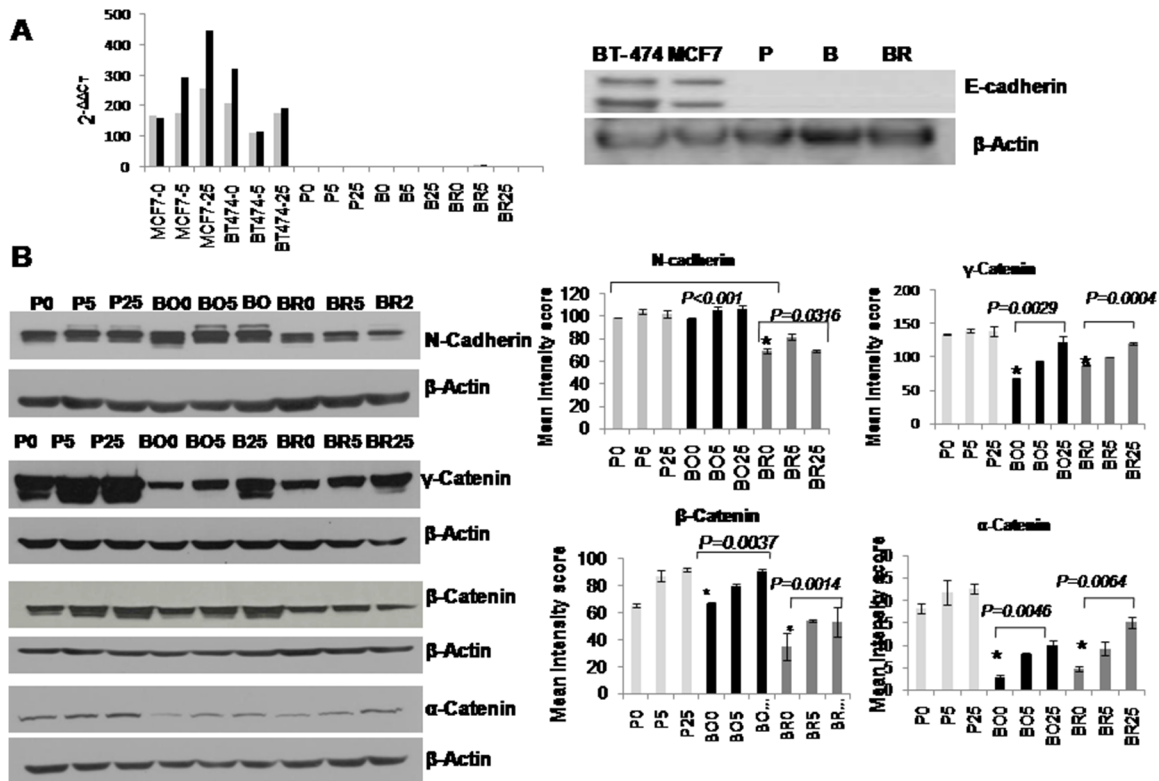 A
500
400
300
200
100
0
2-ΔΔCT
MCF7-0
MCF7-5
MCF7-25
BT474-0
BT474-5
BT474-25
P0
P5
P25
B0
B5
B25
BR0
BR5
BR25
BT-474 MCF7 P B BR
E-cadherin
β-Actin
B
P0 P5 P25 BO0 BO5 BO BR0 BR5 BR2
N-Cadherin
β-Actin
P0 P5 P25 BO0 BO5 B25 BR0 BR5 BR25
γ-Catenin
β-Actin
β-Catenin
β-Actin
α-Catenin
β-Actin
N-cadherin
Mean Intensity score
120
100
80
60
40
20
0
P<0.001
P=0.0316
*
P0
P5
P25
BO0
BO5
BO25
BR0
BR5
BR25
γ-Catenin
Mean Intensity score
200
150
100
50
0
P=0.0029
P=0.0004
*
*
P0
P5
P25
BO0
BO5
BO25
BR0
BR5
BR25
β-Catenin
Mean Intensity score
100
80
60
40
20
0
P=0.0037
P=0.0014
*
*
P0
P5
P25
BO0
BO5
BO...
BR0
BR5
BR...
α-Catenin
Mean Intensity score
P=0.0046
P=0.0064
*
*
P0
P5
P25
BO0
BO5
BO25
BR0
BR5
BR25